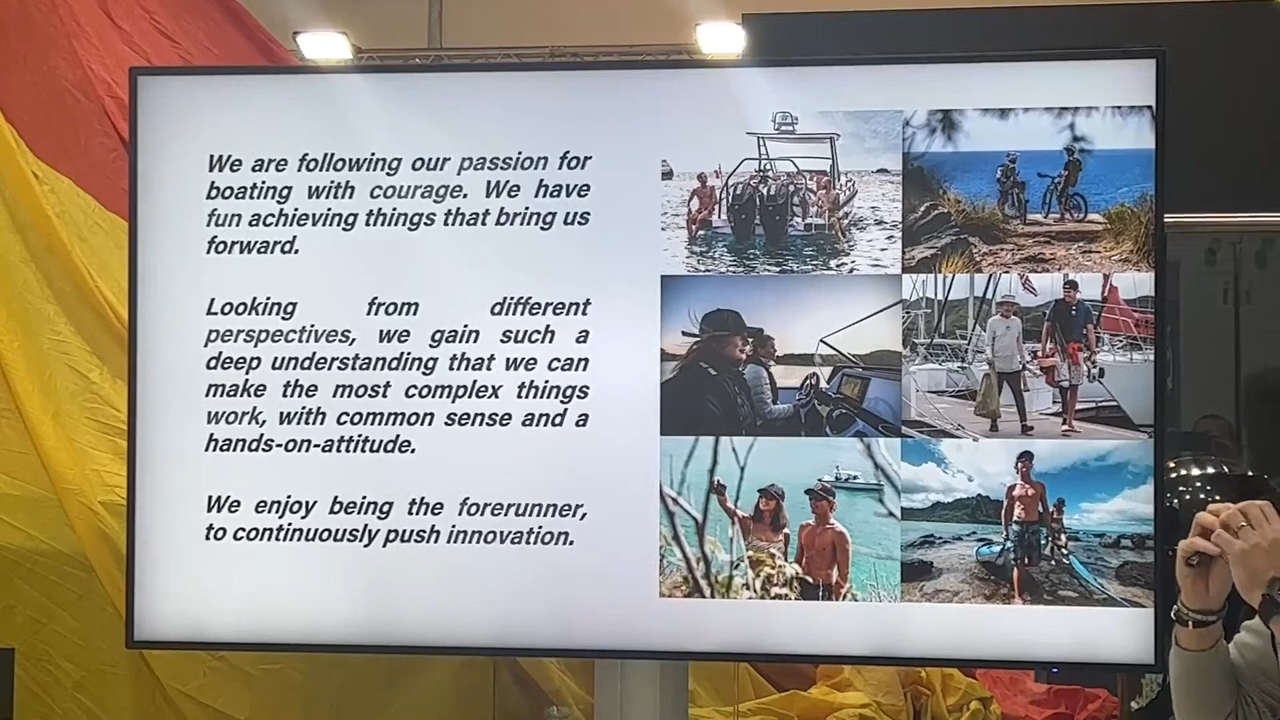 We are following our passion for
boating with courage. We have
fun achieving things that bring us
forward.
Looking from different
perspectives, we gain such a
deep understanding that we can
make the most complex things
work, with common sense and a
hands-on-attitude.
We enjoy being the forerunner,
to continuously push innovation.